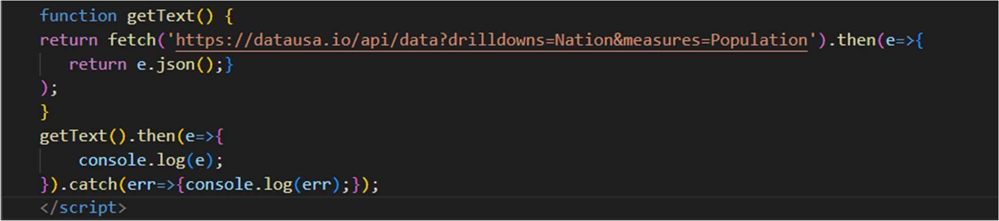 function getText() {
return fetch('https://datausa.io/api/data?drilldowns=Nation&measures=Population').then(e=>{
   return e.json();}
);
}
getText().then(e=>{
    console.log(e);
}).catch(err=>{console.log(err);});
</script>